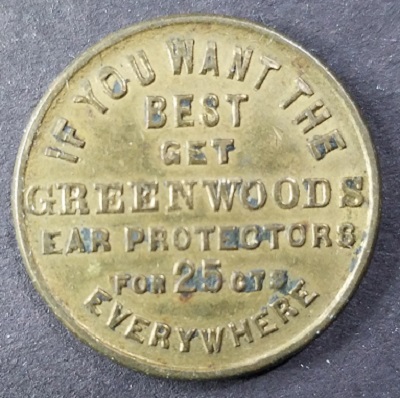 IF YOU WANT THE
BEST
GET
GREENWOODS
EAR PROTECTORS
FOR 25 CTS
EVERYWHERE